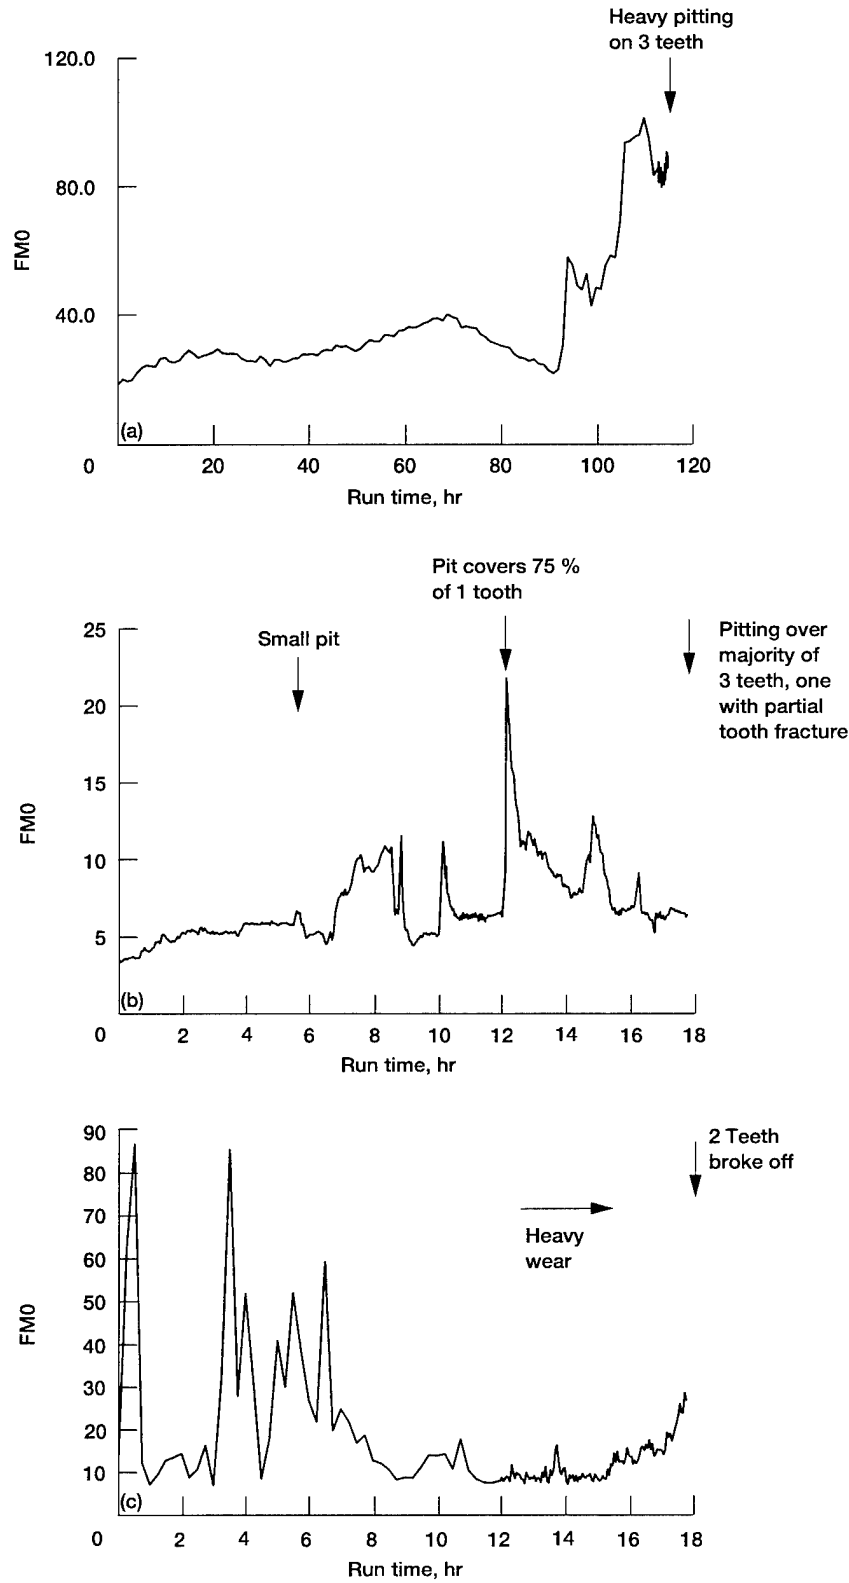 Heavy pitting
on 3 teeth
120.0
80.0
40.0
FM0
(a)
0 20 40 60 80 100 120
Run time, hr
Pit covers 75 %
of 1 tooth
Small pit
Pitting over
majority of
3 teeth, one
with partial
tooth fracture
25
20
15
10
5
FM0
(b)
0 2 4 6 8 10 12 14 16 18
Run time, hr
2 Teeth
broke off
Heavy
wear
90
80
70
60
50
40
30
20
10
FM0
(c)
0 2 4 6 8 10 12 14 16 18
Run time, hr